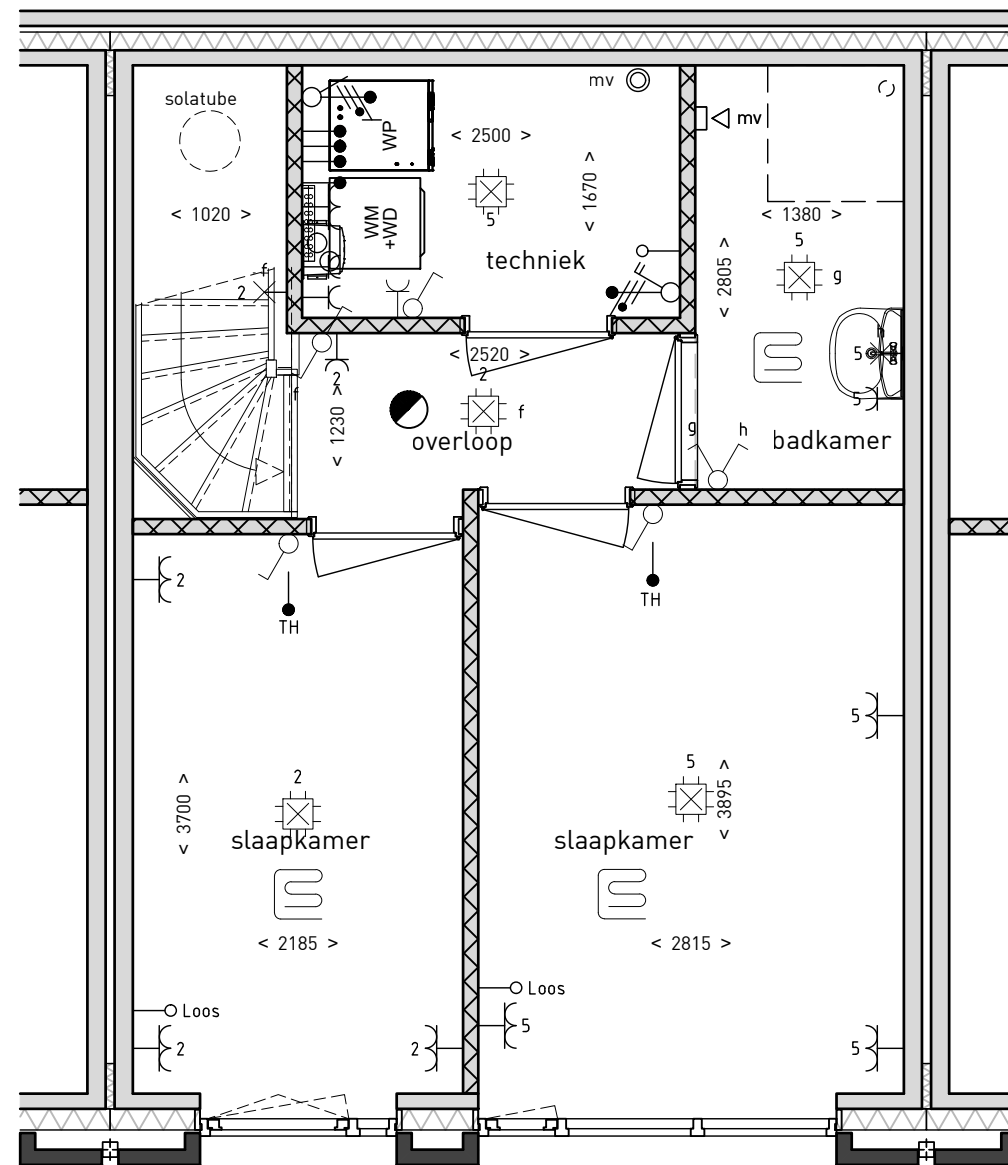 solatube
mv
mv
WP
< 2500 >
< 1670 >
5
< 1020 >
WM
+WD
techniek
< 1380 >
5
g
< 2805 >
f
2
< 2520 >
2
2
f
f
< 1230 >
overloop
5
5
g
h
badkamer
2
TH
TH
5
2
5
< 3700 >
< 3895 >
slaapkamer
slaapkamer
< 2185 >
< 2815 >
Loos
Loos
2
2
5
5